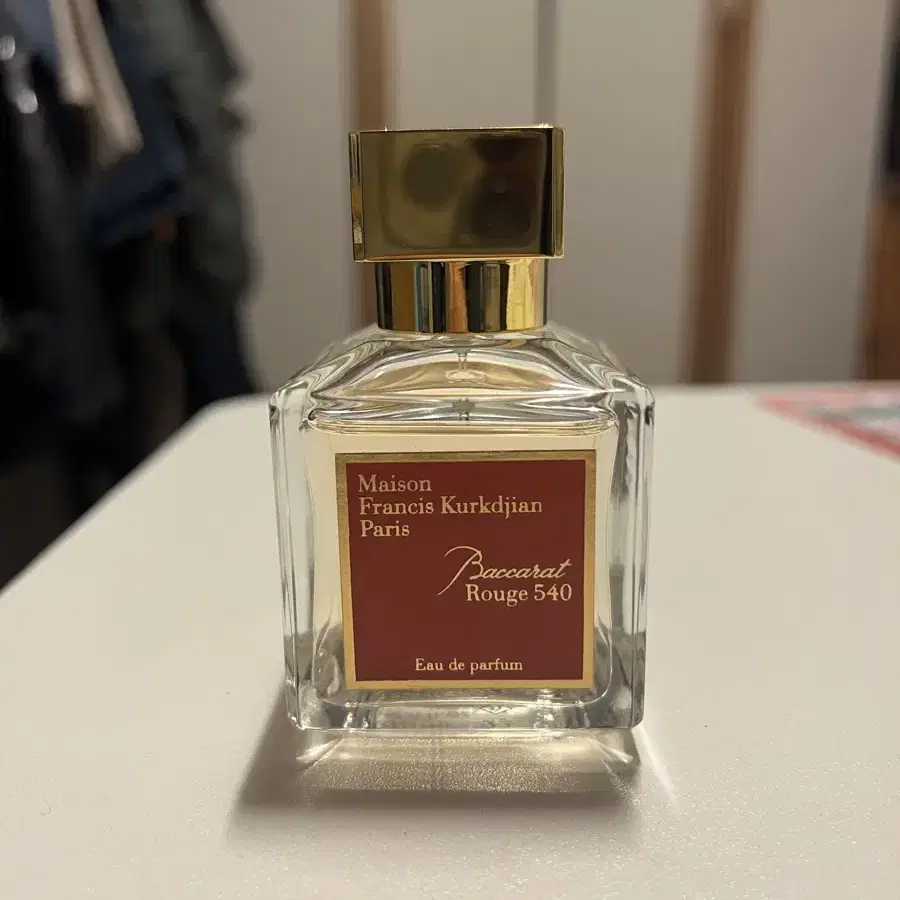 Maison
Francis Kurkdjian
Paris
Baccarat
Rouge 540
Eau de parfum